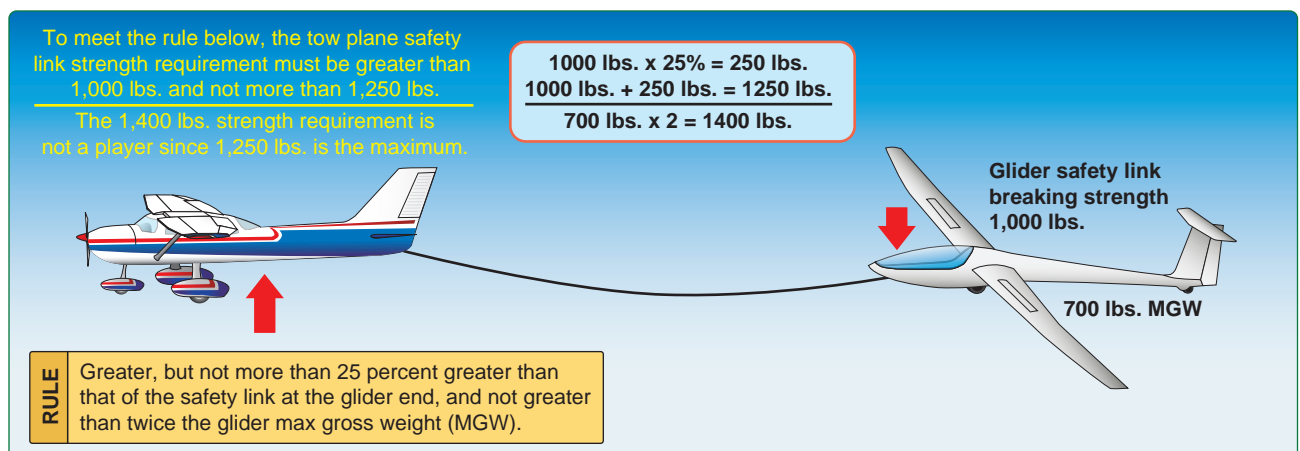 To meet the rule below, the tow plane safety
link strength requirement must be greater than
1,000 lbs. and not more than 1,250 lbs.
The 1,400 lbs. strength requirement is
not a player since 1,250 lbs. is the maximum.
1000 lbs. x 25% = 250 lbs.
1000 lbs. + 250 lbs. = 1250 lbs.
700 lbs. x 2 = 1400 lbs.
Glider safety link
breaking strength
1,000 lbs.
700 lbs. MGW
RULE
Greater, but not more than 25 percent greater than
that of the safety link at the glider end, and not greater
than twice the glider max gross weight (MGW).